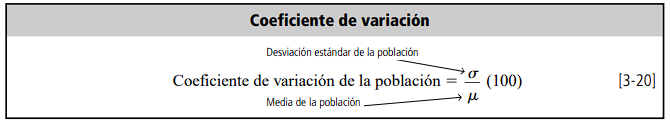 Coeficiente de variación
Desviación estándar de la población
Coeficiente de variación de la población = σ/μ (100) [3-20]
Media de la población